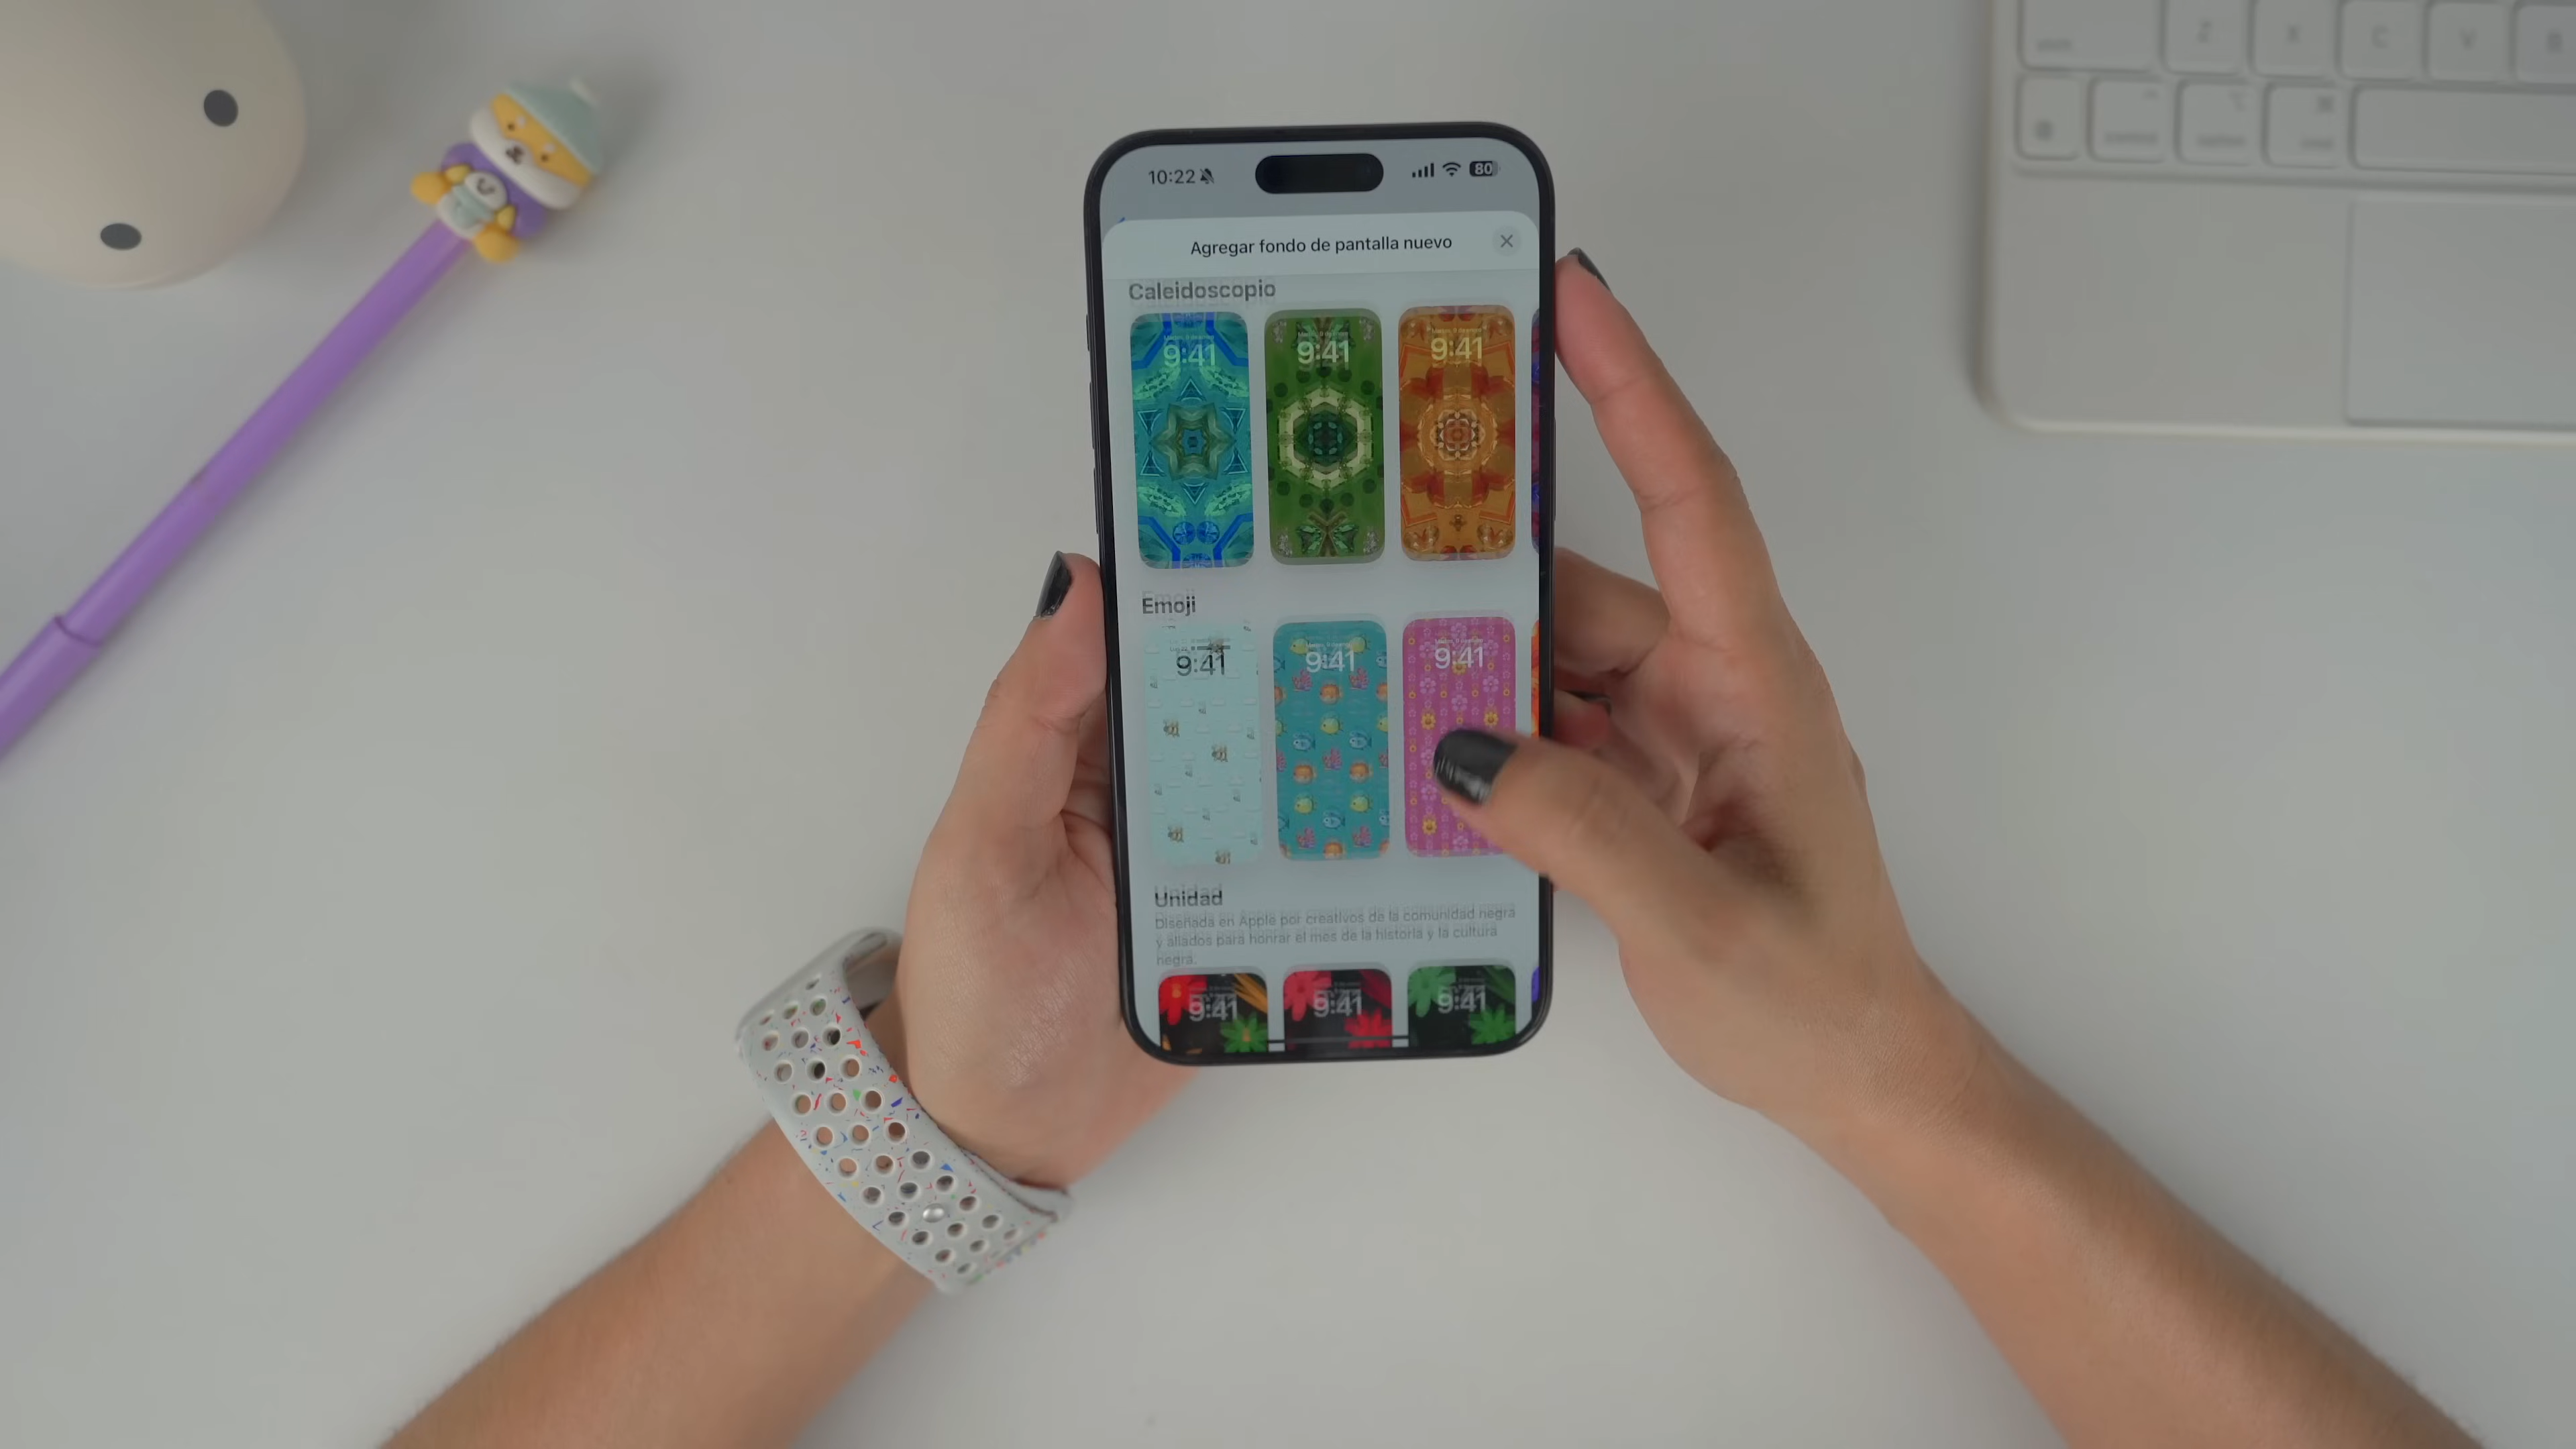 10:22
80
Agregar fondo de pantalla nuevo
Caleidoscopio
9:41
9:41
9:41
Emoji
9:41
9:41
9:41
Unidad
Diseñada en Apple por creativos de la comunidad negra
y aliados para honrar el mes de la historia y la cultura
negra.
9:41
9:41
9:41
Z X C V B